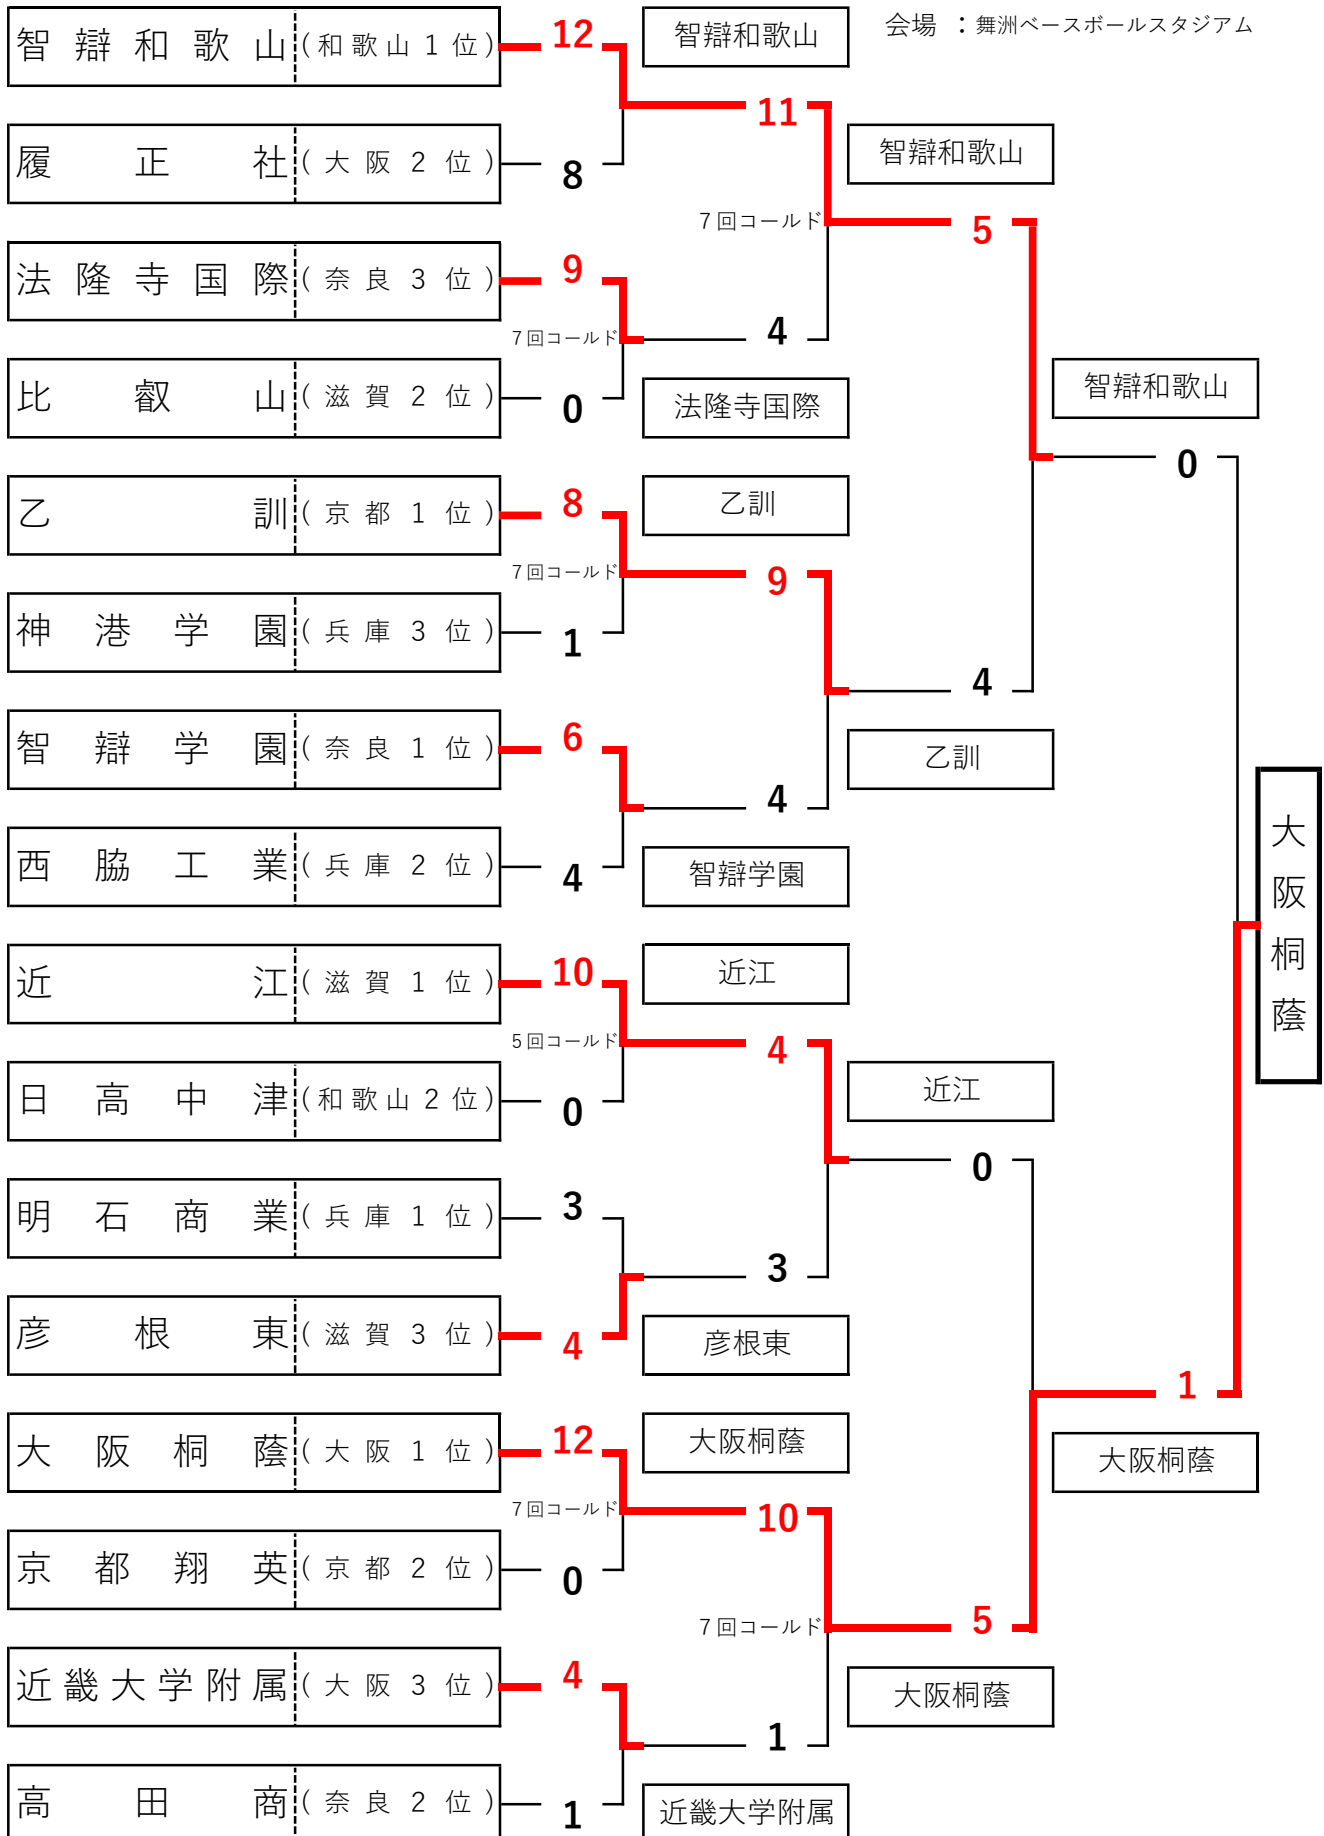 会場 ：舞洲ベースボールスタジアム
智辯和歌山(和歌山1位) 12
智辯和歌山
11
履正社(大阪2位) 8
智辯和歌山
7回コールド
5
法隆寺国際(奈良3位) 9
7回コールド
4
比叡山(滋賀2位) 0
法隆寺国際
智辯和歌山
0
乙訓(京都1位) 8
乙訓
7回コールド
9
神港学園(兵庫3位) 1
4
智辯学園(奈良1位) 6
乙訓
4
西脇工業(兵庫2位) 4
智辯学園
大阪桐蔭
近江(滋賀1位) 10
近江
5回コールド
4
日高中津(和歌山2位) 0
近江
0
明石商業(兵庫1位) 3
3
彦根東(滋賀3位) 4
彦根東
1
大阪桐蔭(大阪1位) 12
大阪桐蔭
大阪桐蔭
7回コールド
10
京都翔英(京都2位) 0
7回コールド
5
近畿大学附属(大阪3位) 4
大阪桐蔭
1
高田商(奈良2位) 1
近畿大学附属